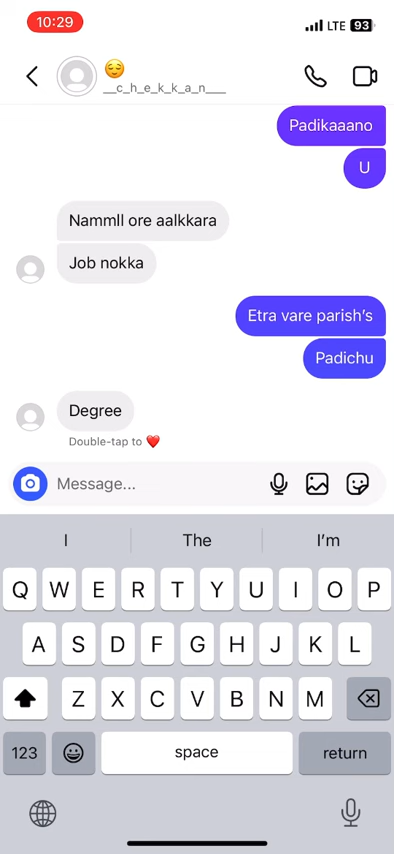 10:29
LTE 93
😌
__c_h_e_k_k_a_n___
Padikaaano
U
Nammll ore aalkkara
Job nokka
Etra vare parish's
Padichu
Degree
Double-tap to ❤️
Message...
I The I'm
Q W E R T Y U I O P
A S D F G H J K L
Z X C V B N M
123 space return